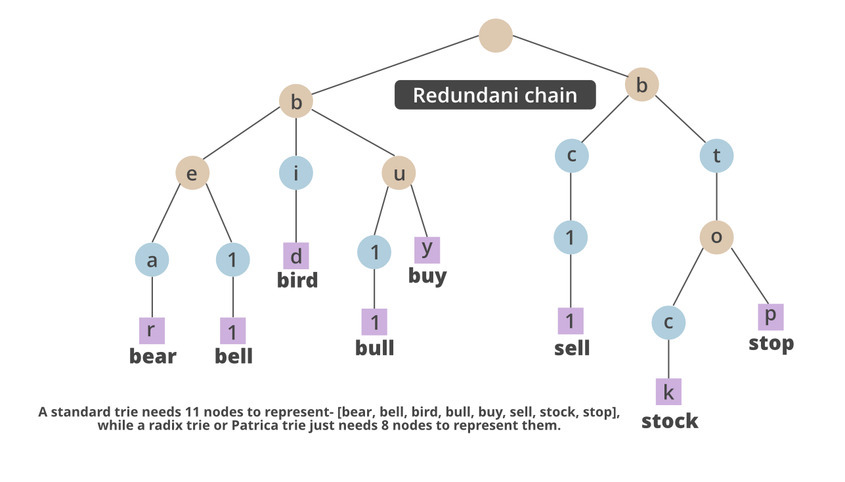 b
Redundani chain
b
e
i
u
c
t
a
1
d
bird
1
y
buy
1
o
r
bear
1
bell
1
bull
1
sell
c
p
stop
k
stock
A standard trie needs 11 nodes to represent- [bear, bell, bird, bull, buy, sell, stock, stop],
while a radix trie or Patrica trie just needs 8 nodes to represent them.